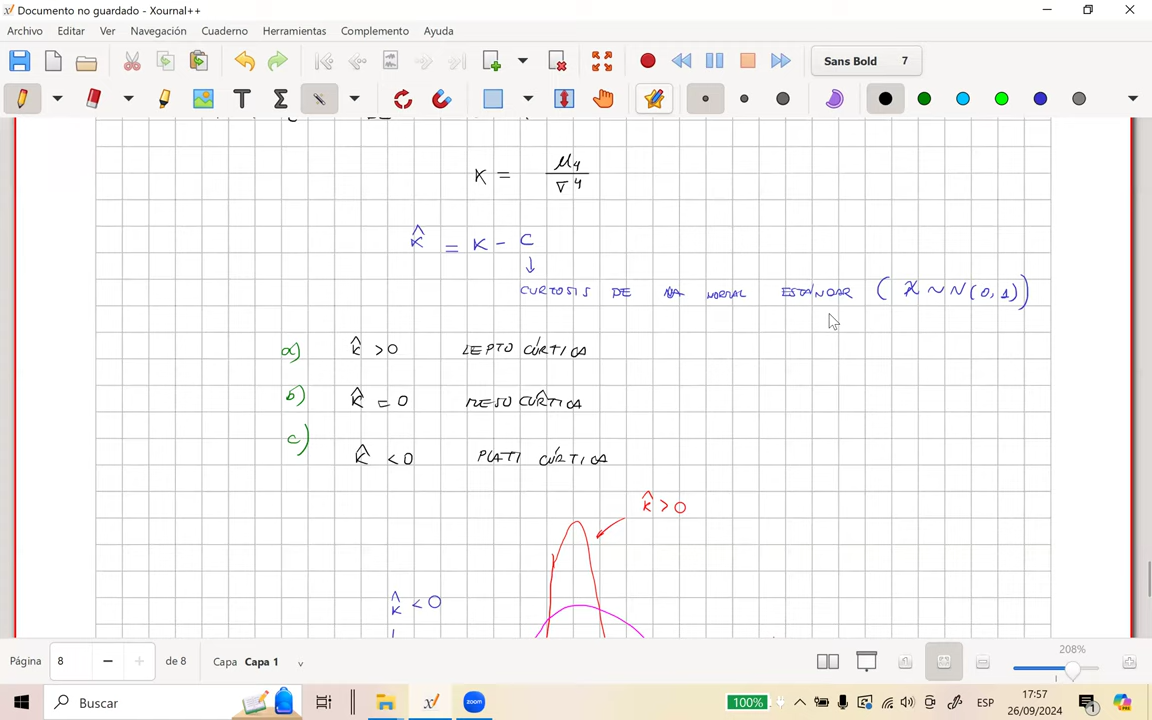 Documento no guardado - Xournal++
Archivo Editar Ver Navegación Cuaderno Herramientas Complemento Ayuda
Sans Bold 7
K = μ4 / σ4
K̂ = K - C
↓
CURTOSIS DE NA NORMAL ESTÁNDAR ( X ~ N(0,1))
a) K̂ >0 LEPTO CÚRTICA
b) K̂ = 0 MESO CÚRTICA
c) K̂ <0 PLATI CÚRTICA
K̂ > 0
K̂ < 0
Página 8 de 8 Capa Capa 1 208%
Buscar 100% ESP 17:57
26/09/2024